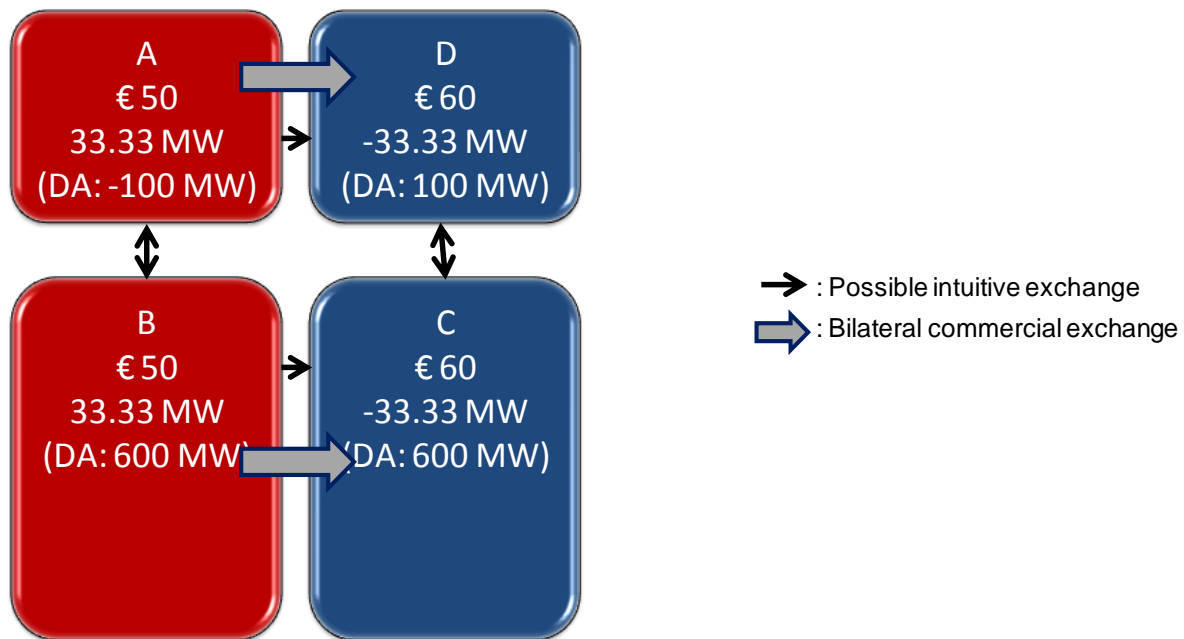 A
€ 50
33.33 MW
(DA: -100 MW)
D
€ 60
-33.33 MW
(DA: 100 MW)
B
€ 50
33.33 MW
(DA: 600 MW)
C
€ 60
-33.33 MW
(DA: 600 MW)
: Possible intuitive exchange
: Bilateral commercial exchange